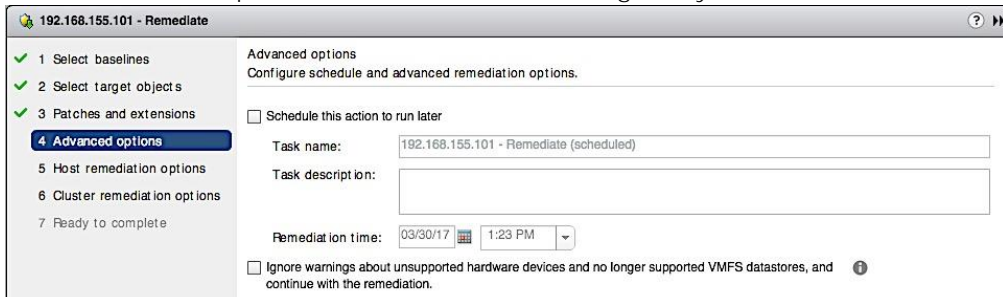 192.168.155.101 - Remediate
1 Select baselines
2 Select target objects
3 Patches and extensions
4 Advanced options
5 Host remediation options
6 Cluster remediation options
7 Ready to complete
Advanced options
Configure schedule and advanced remediation options.
Schedule this action to run later
Task name: 192.168.155.101 - Remediate (scheduled)
Task description:
Remediation time: 03/30/17 1:23 PM
Ignore warnings about unsupported hardware devices and no longer supported VMFS datastores, and
continue with the remediation.